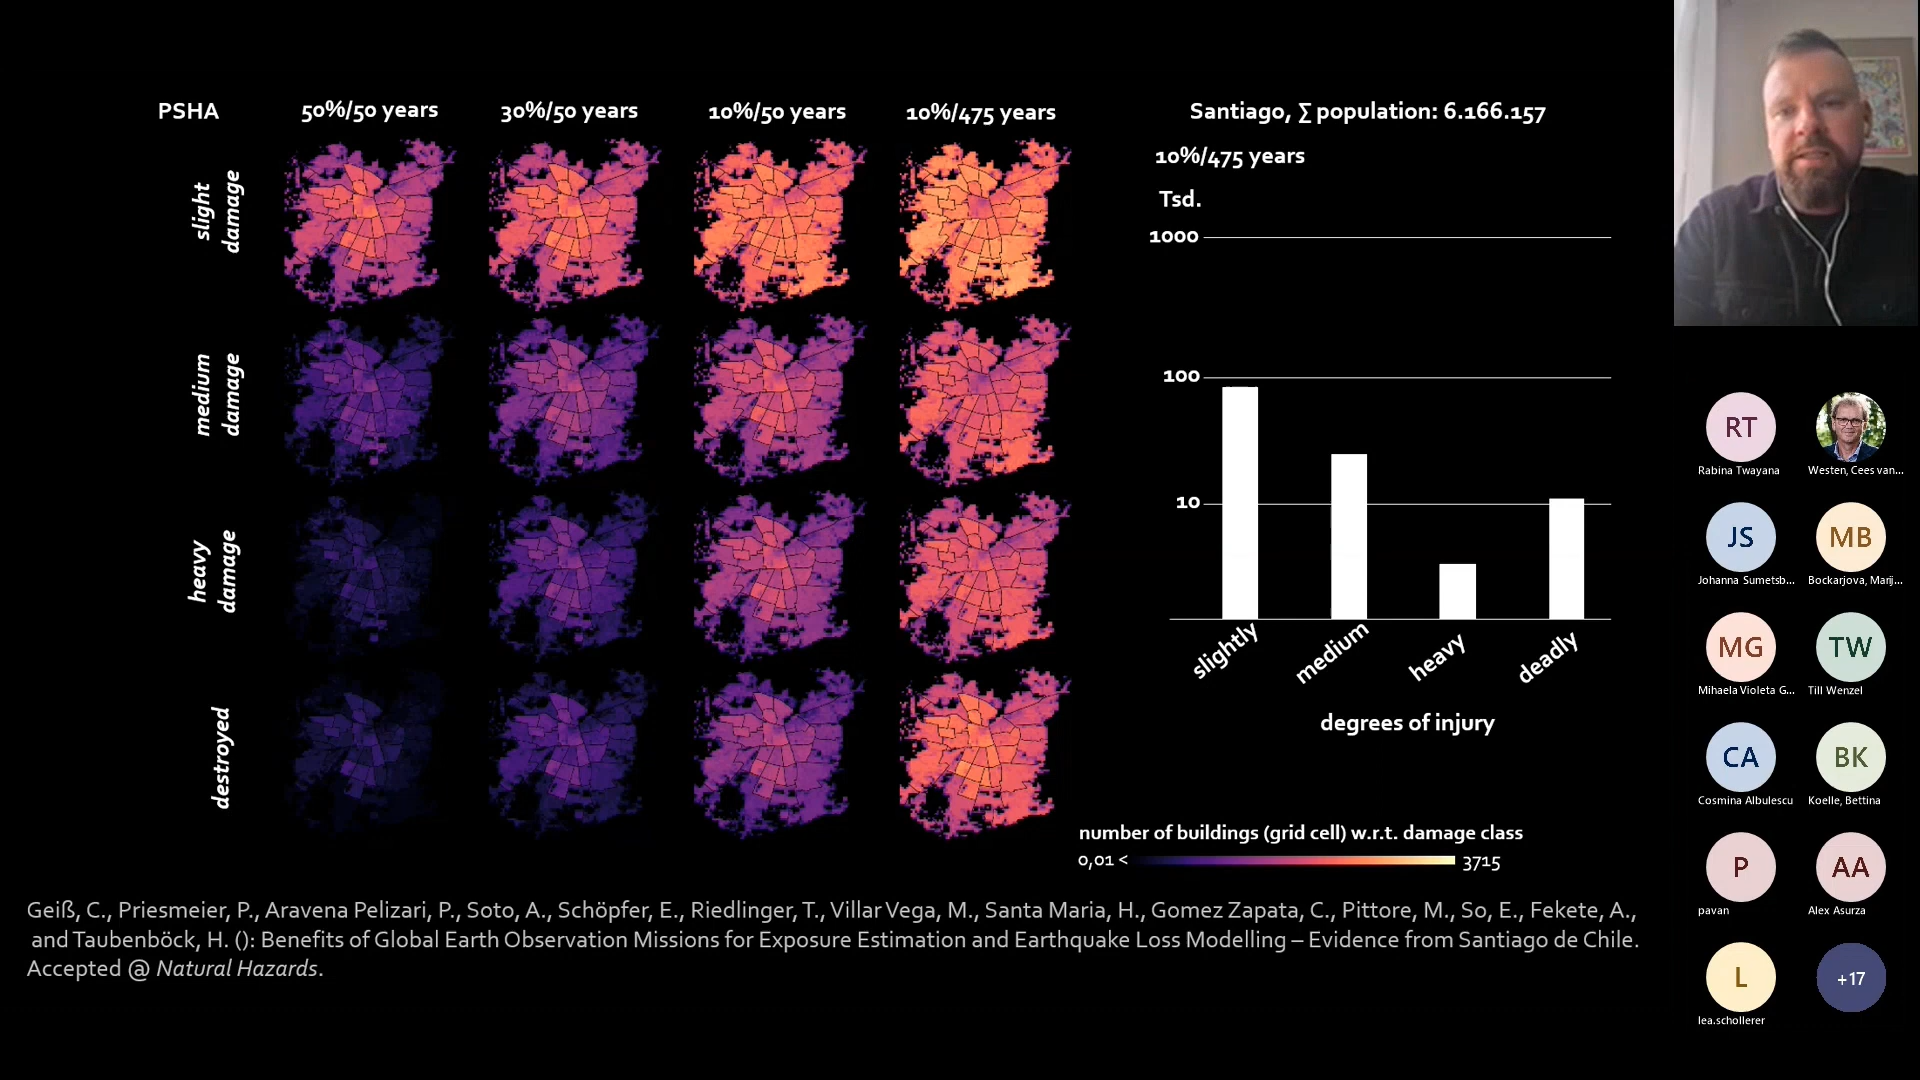 PSHA
50%/50 years
30%/50 years
10%/50 years
10%/475 years
slight
damage
medium
damage
heavy
damage
destroyed
Santiago, ∑ population: 6.166.157
10%/475 years
Tsd.
1000
100
10
slightly
medium
heavy
deadly
degrees of injury
number of buildings (grid cell) w.r.t. damage class
0,01 <
3715
Geiß, C., Priesmeier, P., Aravena Pelizari, P., Soto, A., Schöpfer, E., Riedlinger, T., Villar Vega, M., Santa Maria, H., Gomez Zapata, C., Pittore, M., So, E., Fekete, A.,
and Taubenböck, H. (): Benefits of Global Earth Observation Missions for Exposure Estimation and Earthquake Loss Modelling – Evidence from Santiago de Chile.
Accepted @ Natural Hazards.
RT
Rabina Twayana
Westen, Cees van...
JS
Johanna Sumetsb...
MB
Bockarjova, Marij...
MG
Mihaela Violeta G...
TW
Till Wenzel
CA
Cosmina Albulescu
BK
Koelle, Bettina
P
pavan
AA
Alex Asurza
L
lea.schollerer
+17